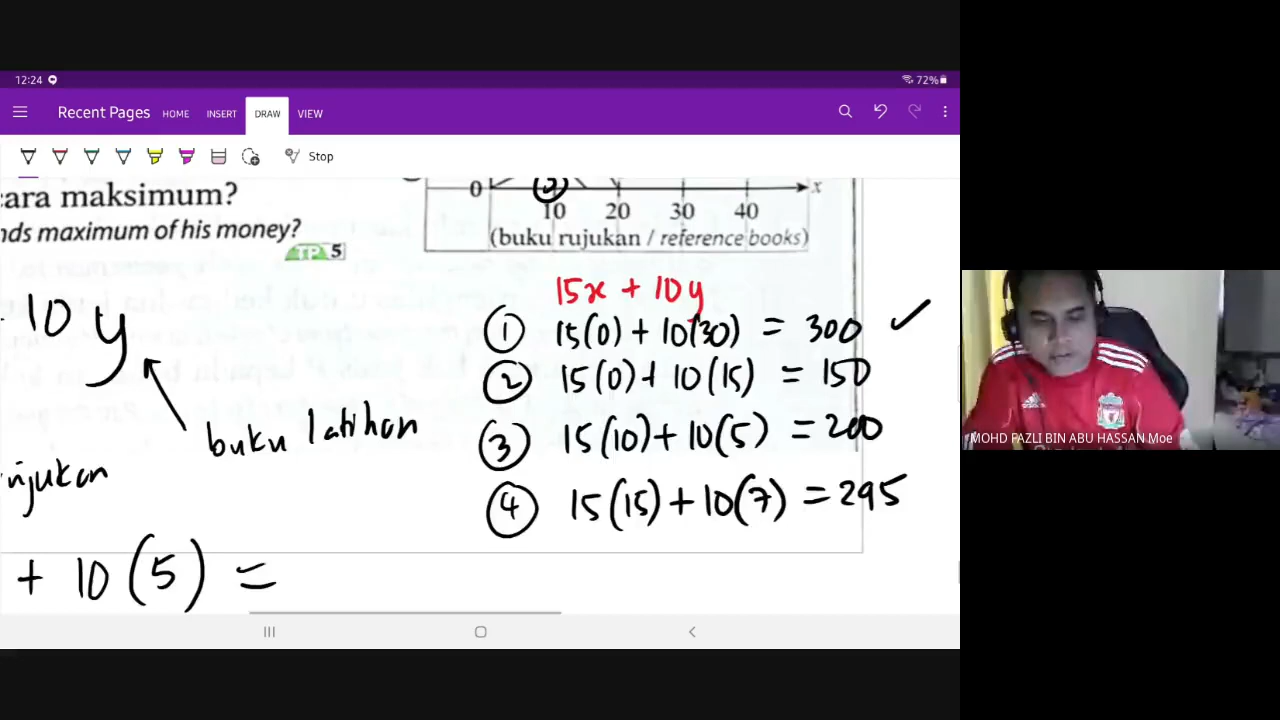 12:24
72%
Recent Pages HOME INSERT DRAW VIEW
Stop
cara maksimum?
nds maximum of his money?
TP 5
0 x
10 20 30 40
(buku rujukan / reference books)
15x + 10y
10 y
① 15(0) + 10(30) = 300 ✓
② 15(0) + 10(15) = 150
③ 15(10) + 10(5) = 200
④ 15(15) + 10(7) = 295
buku latihan
rujukan
+ 10 (5) =
MOHD FAZLI BIN ABU HASSAN Moe